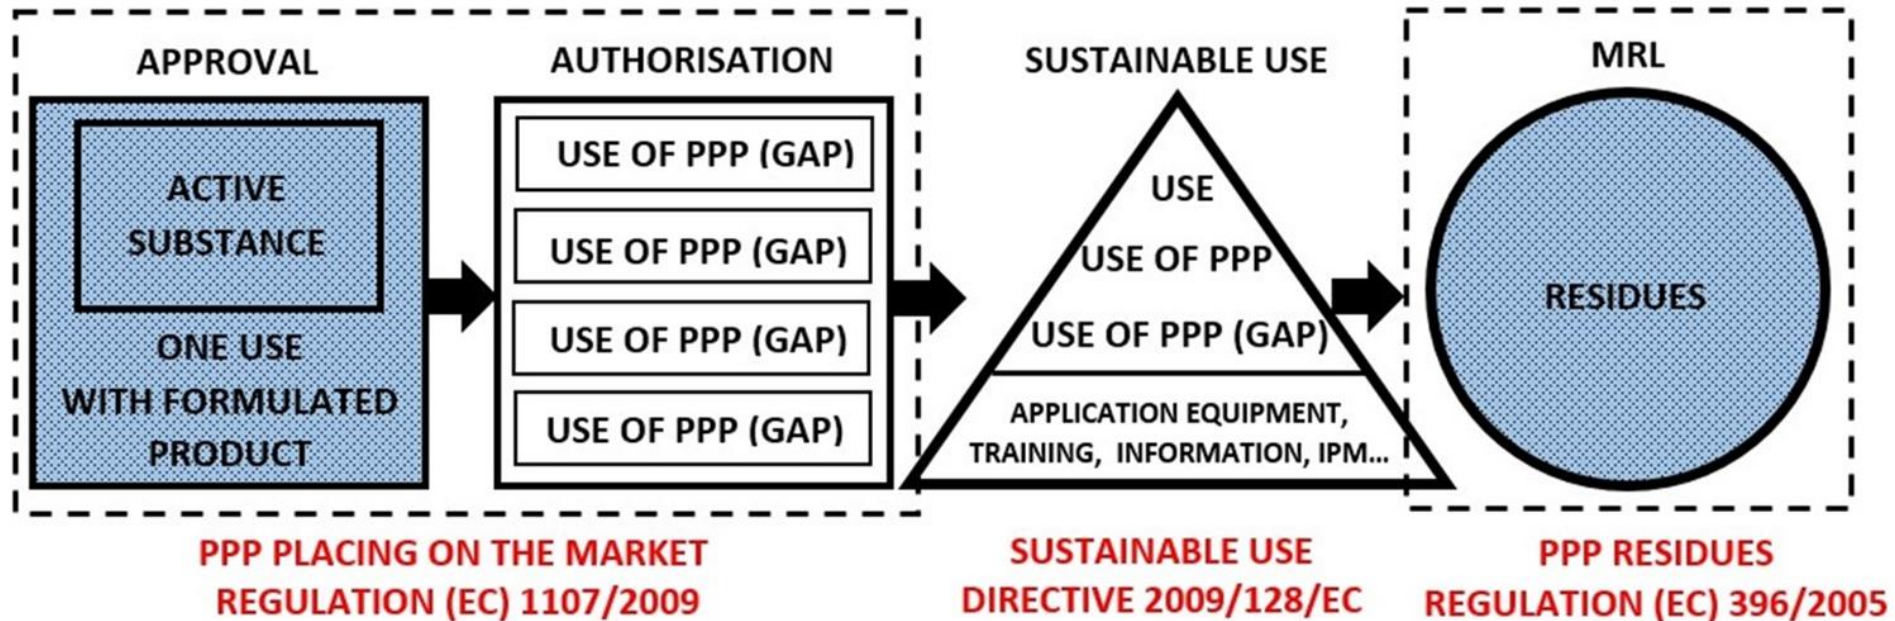 APPROVAL
ACTIVE
SUBSTANCE
ONE USE
WITH FORMULATED
PRODUCT
AUTHORISATION
USE OF PPP (GAP)
USE OF PPP (GAP)
USE OF PPP (GAP)
USE OF PPP (GAP)
PPP PLACING ON THE MARKET
REGULATION (EC) 1107/2009
SUSTAINABLE USE
USE
USE OF PPP
USE OF PPP (GAP)
APPLICATION EQUIPMENT,
TRAINING, INFORMATION, IPM...
SUSTAINABLE USE
DIRECTIVE 2009/128/EC
MRL
RESIDUES
PPP RESIDUES
REGULATION (EC) 396/2005